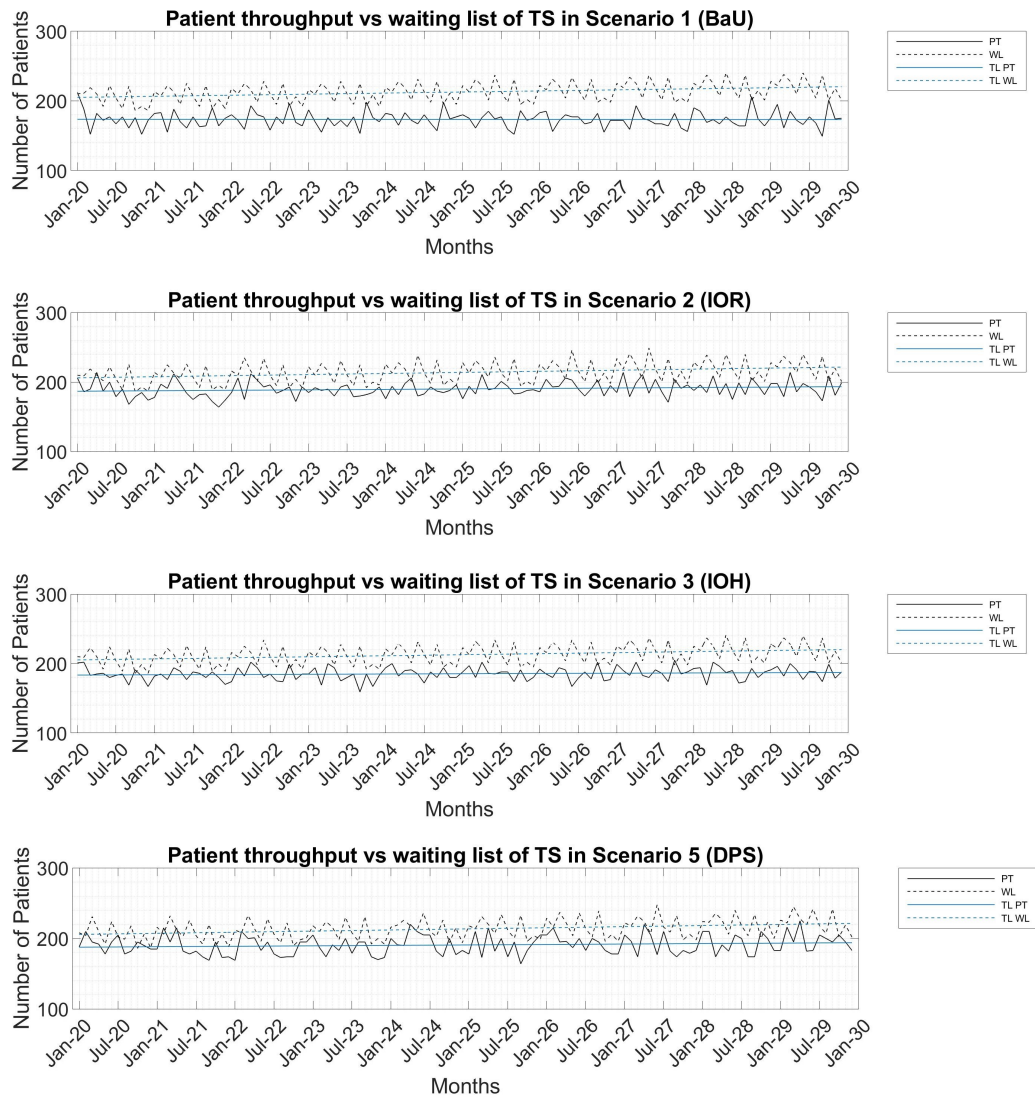 Patient throughput vs waiting list of TS in Scenario 1 (BaU)
Number of Patients
300
200
100
Jan-20 Jul-20 Jan-21 Jul-21 Jan-22 Jul-22 Jan-23 Jul-23 Jan-24 Jul-24 Jan-25 Jul-25 Jan-26 Jul-26 Jan-27 Jul-27 Jan-28 Jul-28 Jan-29 Jul-29 Jan-30
Months
PT
WL
TL PT
TL WL
Patient throughput vs waiting list of TS in Scenario 2 (IOR)
Number of Patients
300
200
100
Jan-20 Jul-20 Jan-21 Jul-21 Jan-22 Jul-22 Jan-23 Jul-23 Jan-24 Jul-24 Jan-25 Jul-25 Jan-26 Jul-26 Jan-27 Jul-27 Jan-28 Jul-28 Jan-29 Jul-29 Jan-30
Months
PT
WL
TL PT
TL WL
Patient throughput vs waiting list of TS in Scenario 3 (IOH)
Number of Patients
300
200
100
Jan-20 Jul-20 Jan-21 Jul-21 Jan-22 Jul-22 Jan-23 Jul-23 Jan-24 Jul-24 Jan-25 Jul-25 Jan-26 Jul-26 Jan-27 Jul-27 Jan-28 Jul-28 Jan-29 Jul-29 Jan-30
Months
PT
WL
TL PT
TL WL
Patient throughput vs waiting list of TS in Scenario 5 (DPS)
Number of Patients
300
200
100
Jan-20 Jul-20 Jan-21 Jul-21 Jan-22 Jul-22 Jan-23 Jul-23 Jan-24 Jul-24 Jan-25 Jul-25 Jan-26 Jul-26 Jan-27 Jul-27 Jan-28 Jul-28 Jan-29 Jul-29 Jan-30
Months
PT
WL
TL PT
TL WL